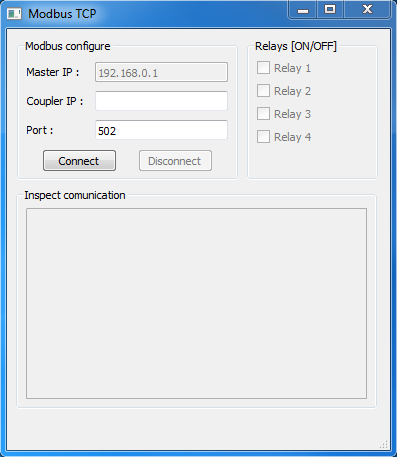 Modbus TCP
Modbus configure
Master IP :
192.168.0.1
Coupler IP :
Port :
502
Connect
Disconnect
Relays [ON/OFF]
Relay 1
Relay 2
Relay 3
Relay 4
Inspect comunication